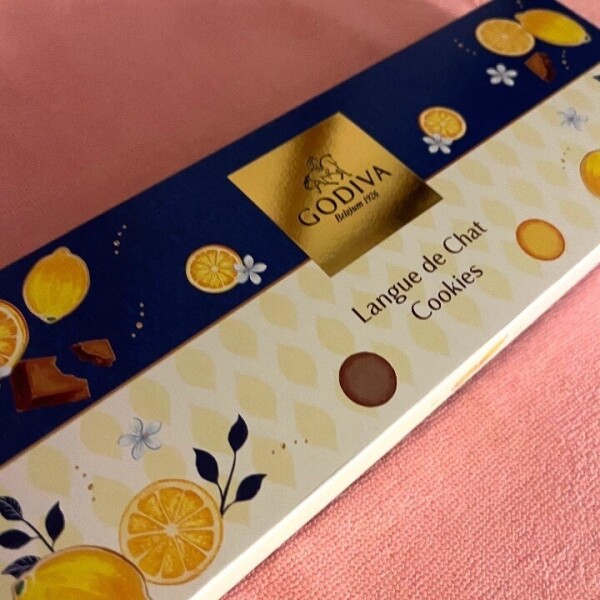 GODIVA
Belgium 1926
Langue de Chat
Cookies